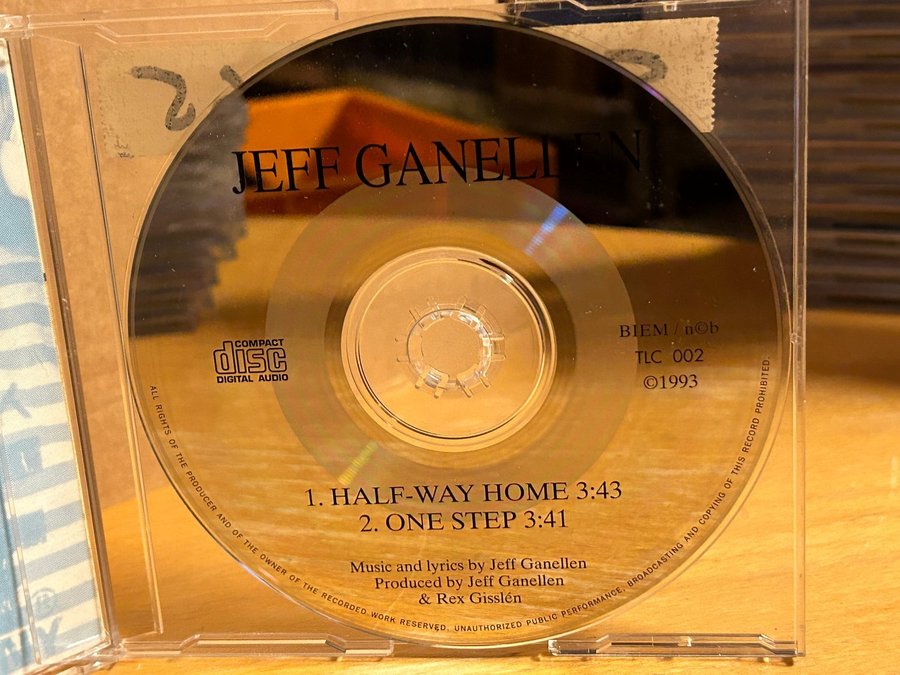 JEFF GANELLEN
COMPACT
disc
DIGITAL AUDIO
BIEM / n©b
TLC 002
©1993
1. HALF-WAY HOME 3:43
2. ONE STEP 3:41
Music and lyrics by Jeff Ganellen
Produced by Jeff Ganellen
& Rex Gisslén
ALL RIGHTS OF THE PRODUCER AND OF THE OWNER OF THE RECORDED WORK RESERVED. UNAUTHORIZED PUBLIC PERFORMANCE, BROADCASTING AND COPYING OF THIS RECORD PROHIBITED.